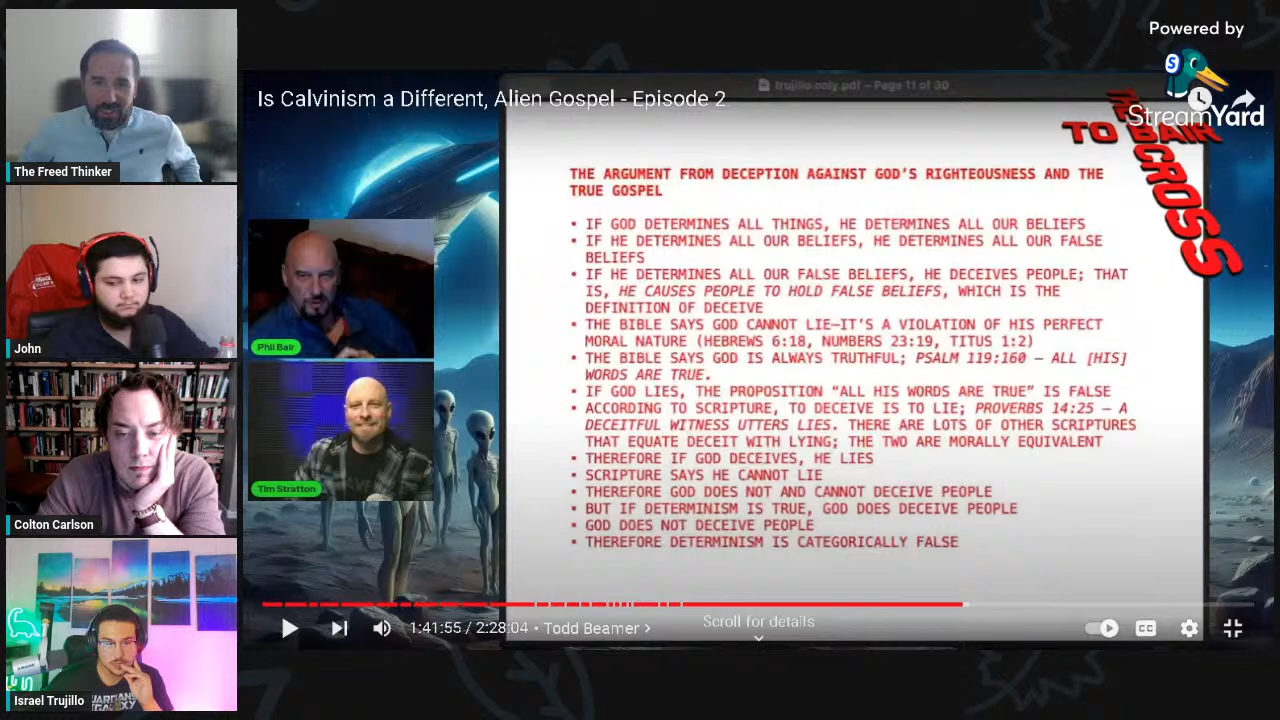 Powered by
StreamYard
The Freed Thinker
John
Colton Carlson
Israel Trujillo
Is Calvinism a Different, Alien Gospel - Episode 2
trujillo.caly.pdf – Page 11 of 30
TO BAIR
CROSS
Phil Bair
Tim Stratton
THE ARGUMENT FROM DECEPTION AGAINST GOD'S RIGHTEOUSNESS AND THE
TRUE GOSPEL
• IF GOD DETERMINES ALL THINGS, HE DETERMINES ALL OUR BELIEFS
• IF HE DETERMINES ALL OUR BELIEFS, HE DETERMINES ALL OUR FALSE
BELIEFS
• IF HE DETERMINES ALL OUR FALSE BELIEFS, HE DECEIVES PEOPLE; THAT
IS, HE CAUSES PEOPLE TO HOLD FALSE BELIEFS, WHICH IS THE
DEFINITION OF DECEIVE
• THE BIBLE SAYS GOD CANNOT LIE—IT'S A VIOLATION OF HIS PERFECT
MORAL NATURE (HEBREWS 6:18, NUMBERS 23:19, TITUS 1:2)
• THE BIBLE SAYS GOD IS ALWAYS TRUTHFUL; PSALM 119:160 – ALL [HIS]
WORDS ARE TRUE.
• IF GOD LIES, THE PROPOSITION "ALL HIS WORDS ARE TRUE" IS FALSE
• ACCORDING TO SCRIPTURE, TO DECEIVE IS TO LIE; PROVERBS 14:25 – A
DECEITFUL WITNESS UTTERS LIES. THERE ARE LOTS OF OTHER SCRIPTURES
THAT EQUATE DECEIT WITH LYING; THE TWO ARE MORALLY EQUIVALENT
• THEREFORE IF GOD DECEIVES, HE LIES
• SCRIPTURE SAYS HE CANNOT LIE
• THEREFORE GOD DOES NOT AND CANNOT DECEIVE PEOPLE
• BUT IF DETERMINISM IS TRUE, GOD DOES DECEIVE PEOPLE
• GOD DOES NOT DECEIVE PEOPLE
• THEREFORE DETERMINISM IS CATEGORICALLY FALSE
1:41:55 / 2:28:04 • Todd Beamer >
Scroll for details
CC